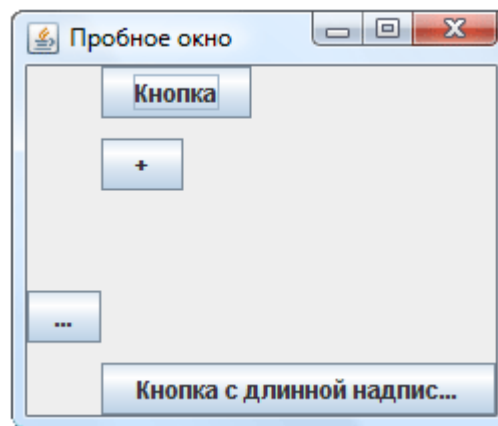 Пробное окно
Кнопка
+
...
Кнопка с длинной надпис...